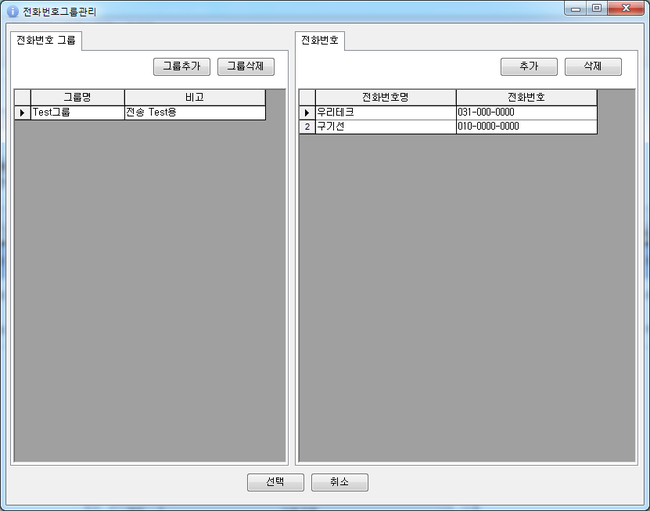 전화번호그룹관리
전화번호 그룹
전화번호
그룹추가 그룹삭제
추가 삭제
그룹명 비고
Test그룹 전송 Test용
전화번호명 전화번호
우리테크 031-000-0000
2 구기선 010-0000-0000
선택 취소